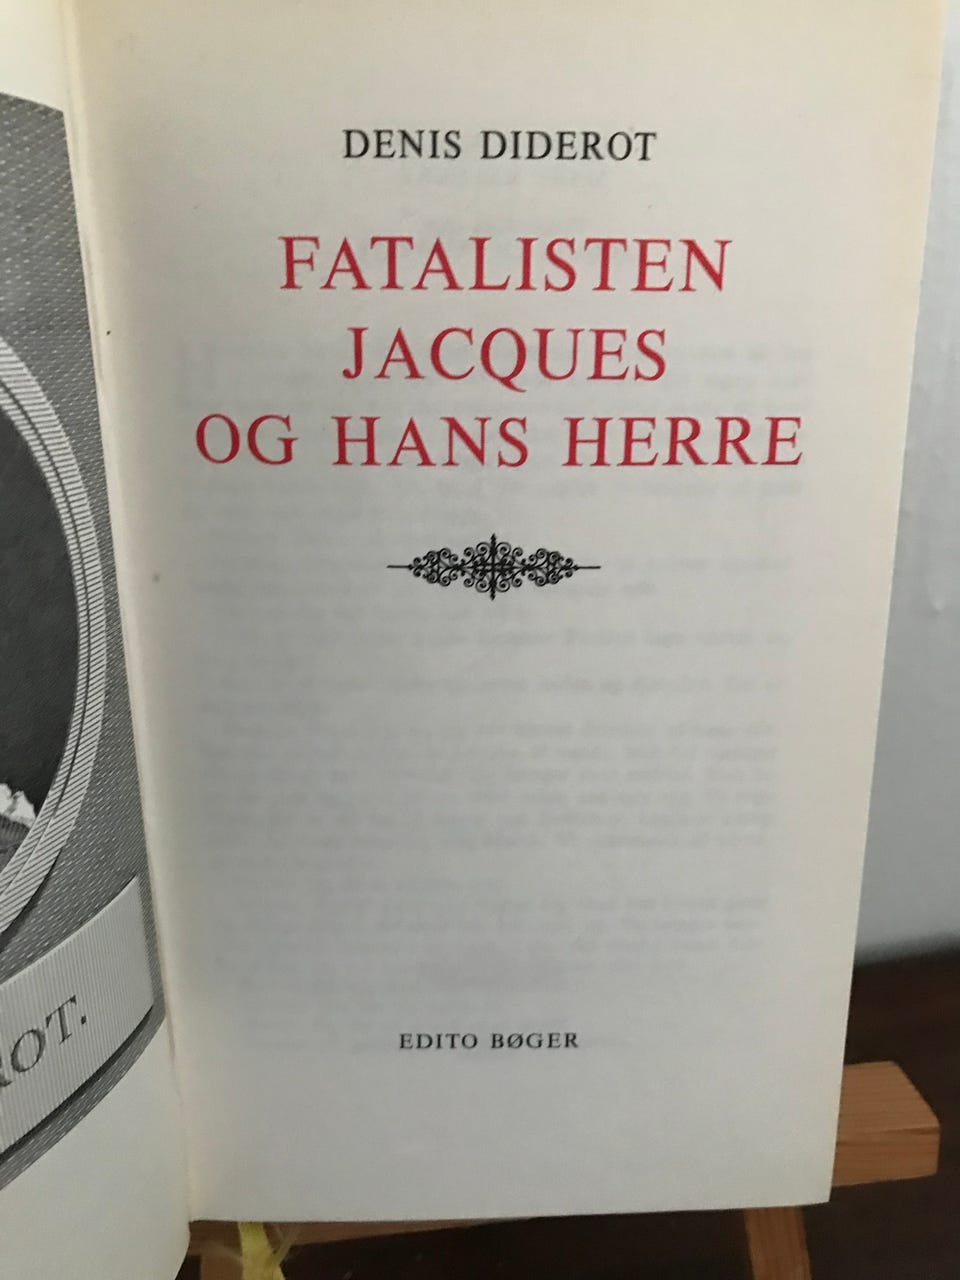 DENIS DIDEROT
FATALISTEN
JACQUES
OG HANS HERRE
EDITO BØGER
ROT.